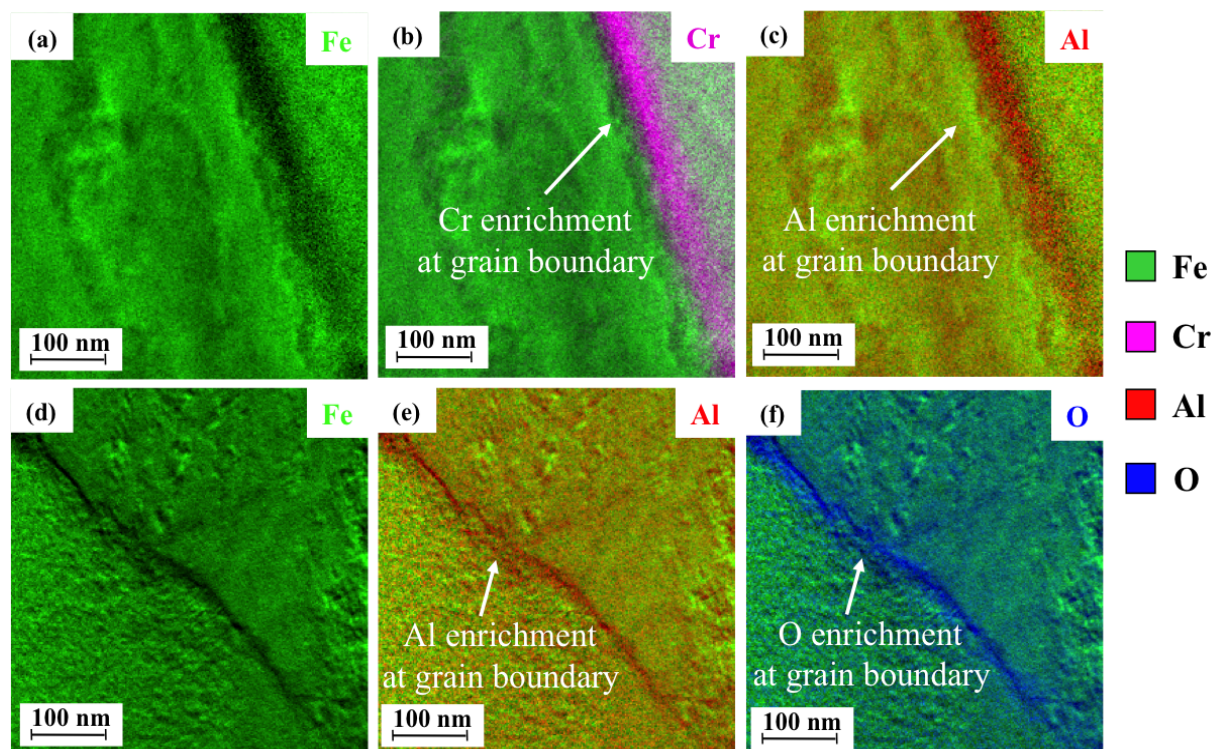 (a)
Fe
(b)
Cr
(c)
Al
Cr enrichment
at grain boundary
Al enrichment
at grain boundary
100 nm
100 nm
100 nm
Fe
Cr
Al
O
(d)
Fe
(e)
Al
(f)
O
Al enrichment
at grain boundary
O enrichment
at grain boundary
100 nm
100 nm
100 nm